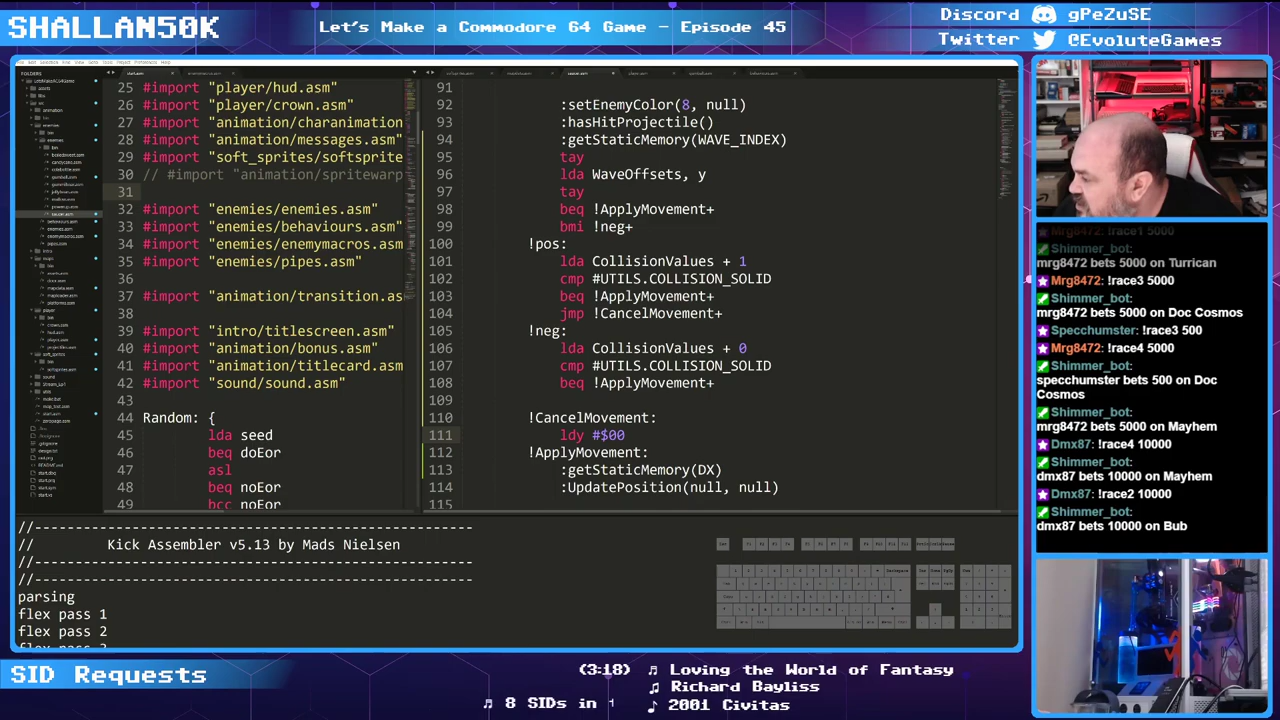 SHALLAN50K
Let's Make a Commodore 64 Game - Episode 45
Discord gPeZuSE
Twitter @EvoluteGames
FOLDERS
25 #import "player/hud.asm"
26 #import "player/crown.asm"
27 #import "animation/charanimation
28 #import "animation/messages.asm"
29 #import "soft_sprites/softsprite
30 // #import "animation/spritewarp
31
32 #import "enemies/enemies.asm"
33 #import "enemies/behaviours.asm"
34 #import "enemies/enemymacros.asm"
35 #import "enemies/pipes.asm"
36
37 #import "animation/transition.as
38
39 #import "intro/titlescreen.asm"
40 #import "animation/bonus.asm"
41 #import "animation/titlecard.asm
42 #import "sound/sound.asm"
43
44 Random: {
45 lda seed
46 beq doEor
47 asl
48 beq noEor
49 bcc noEor
91
92 :setEnemyColor(8, null)
93 :hasHitProjectile()
94 :getStaticMemory(WAVE_INDEX)
95 tay
96 lda WaveOffsets, y
97 tay
98 beq !ApplyMovement+
99 bmi !neg+
100 !pos:
101 lda CollisionValues + 1
102 cmp #UTILS.COLLISION_SOLID
103 beq !ApplyMovement+
104 jmp !CancelMovement+
105 !neg:
106 lda CollisionValues + 0
107 cmp #UTILS.COLLISION_SOLID
108 beq !ApplyMovement+
109
110 !CancelMovement:
111 ldy #$00
112 !ApplyMovement:
113 :getStaticMemory(DX)
114 :UpdatePosition(null, null)
115
//--------------------------------------------------
// Kick Assembler v5.13 by Mads Nielsen
//--------------------------------------------------
//--------------------------------------------------
parsing
flex pass 1
flex pass 2
flex pass 3
Mrg8472: !race1 5000
Shimmer_bot:
mrg8472 bets 5000 on Turrican
Mrg8472: !race3 5000
Shimmer_bot:
mrg8472 bets 5000 on Doc Cosmos
Specchumster: !race3 500
Mrg8472: !race4 5000
Shimmer_bot:
specchumster bets 500 on Doc
Cosmos
Shimmer_bot:
mrg8472 bets 5000 on Mayhem
Dmx87: !race4 10000
Shimmer_bot:
dmx87 bets 10000 on Mayhem
Dmx87: !race2 10000
Shimmer_bot:
dmx87 bets 10000 on Bub
SID Requests
(3:18) Loving the World of Fantasy
Richard Bayliss
8 SIDs in
2001 Civitas